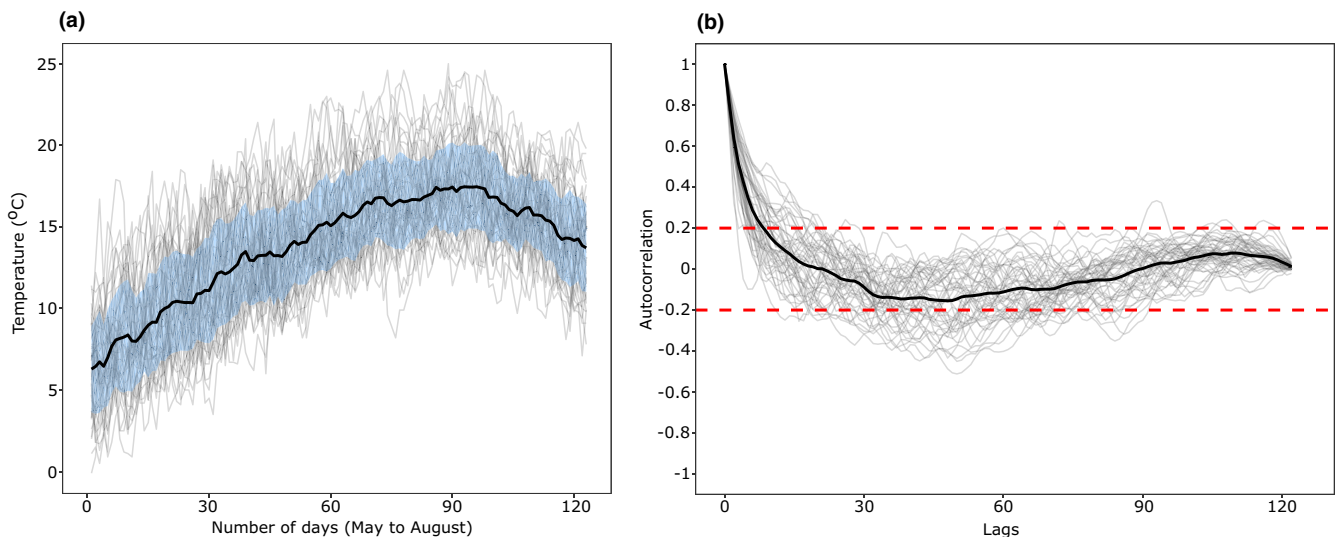 (a)
25
20
15
10
5
0
Temperature (°C)
0 30 60 90 120
Number of days (May to August)
(b)
1
0.8
0.6
0.4
0.2
0
-0.2
-0.4
-0.6
-0.8
-1
Autocorrelation
0 30 60 90 120
Lags